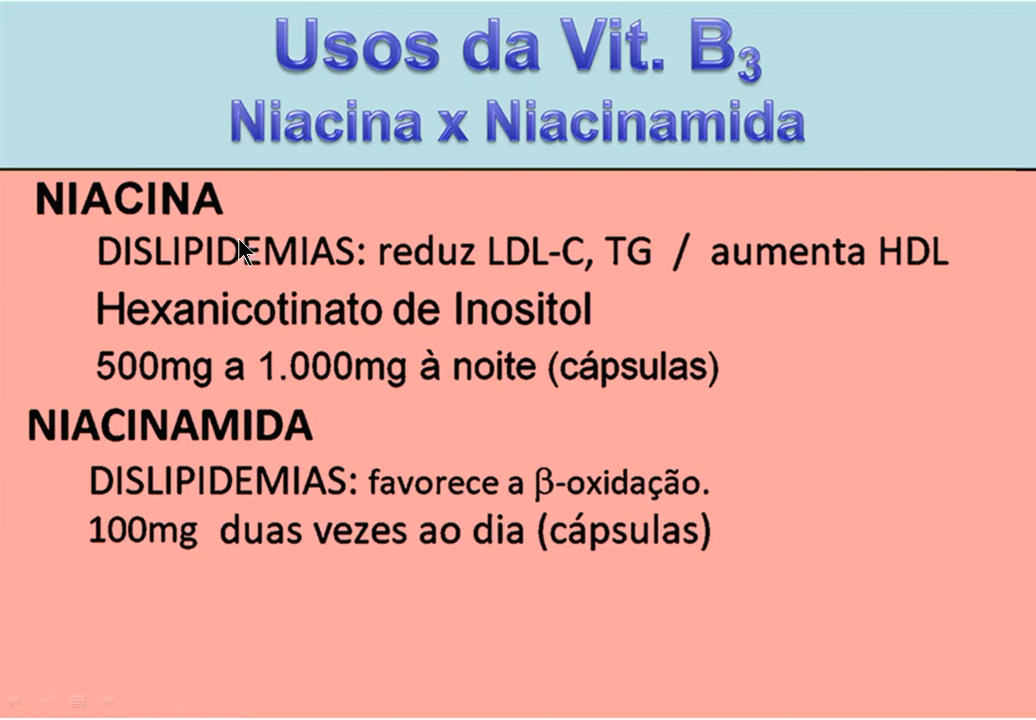 Usos da Vit. B₃
Niacina x Niacinamida
NIACINA
DISLIPIDEMIAS: reduz LDL-C, TG / aumenta HDL
Hexanicotinato de Inositol
500mg a 1.000mg à noite (cápsulas)
NIACINAMIDA
DISLIPIDEMIAS: favorece a β-oxidação.
100mg duas vezes ao dia (cápsulas)